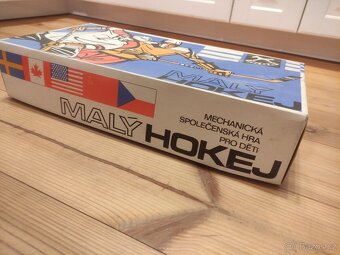 MALÝ
HOKEJ
MALÝ
HOKEJ
MECHANICKÁ
SPOLEČENSKÁ HRA
PRO DĚTI